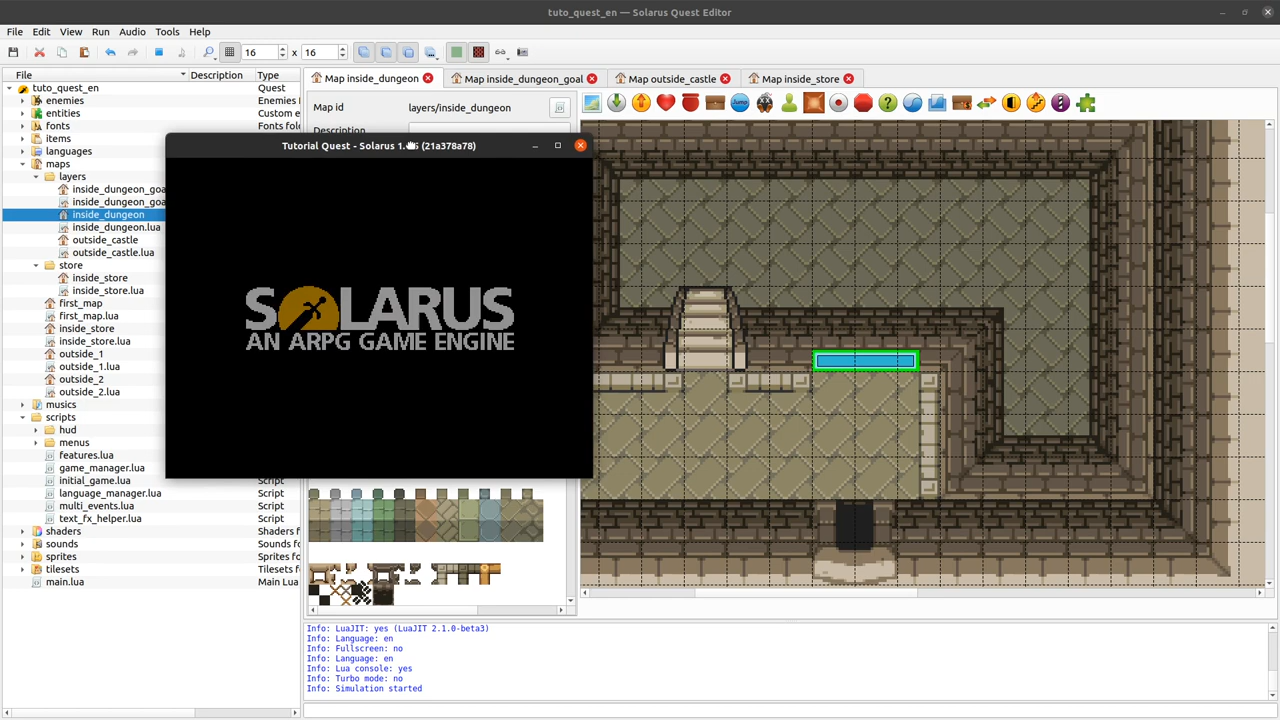 tuto_quest_en — Solarus Quest Editor
File Edit View Run Audio Tools Help
16 x 16
File Description Type
tuto_quest_en Quest
enemies Enemies
entities Custom e
fonts Fonts fold
items Items
languages Language
maps Maps fold
layers
inside_dungeon_goa
inside_dungeon_goa
inside_dungeon
inside_dungeon.lua
outside_castle
outside_castle.lua
store
inside_store
inside_store.lua
first_map
first_map.lua
inside_store
inside_store.lua
outside_1
outside_1.lua
outside_2
outside_2.lua
musics
scripts
hud
menus
features.lua
game_manager.lua
initial_game.lua
language_manager.lua
multi_events.lua
text_fx_helper.lua Script
shaders Shaders f
sounds Sounds fo
sprites Sprites fo
tilesets Tilesets fo
main.lua Main Lua
Map inside_dungeon Map inside_dungeon_goal Map outside_castle Map inside_store
Map id layers/inside_dungeon
Description
Jump
Tutorial Quest - Solarus 1. (21a378a78)
SOLARUS
AN ARPG GAME ENGINE
Info: LuaJIT: yes (LuaJIT 2.1.0-beta3)
Info: Language: en
Info: Fullscreen: no
Info: Language: en
Info: Lua console: yes
Info: Turbo mode: no
Info: Simulation started